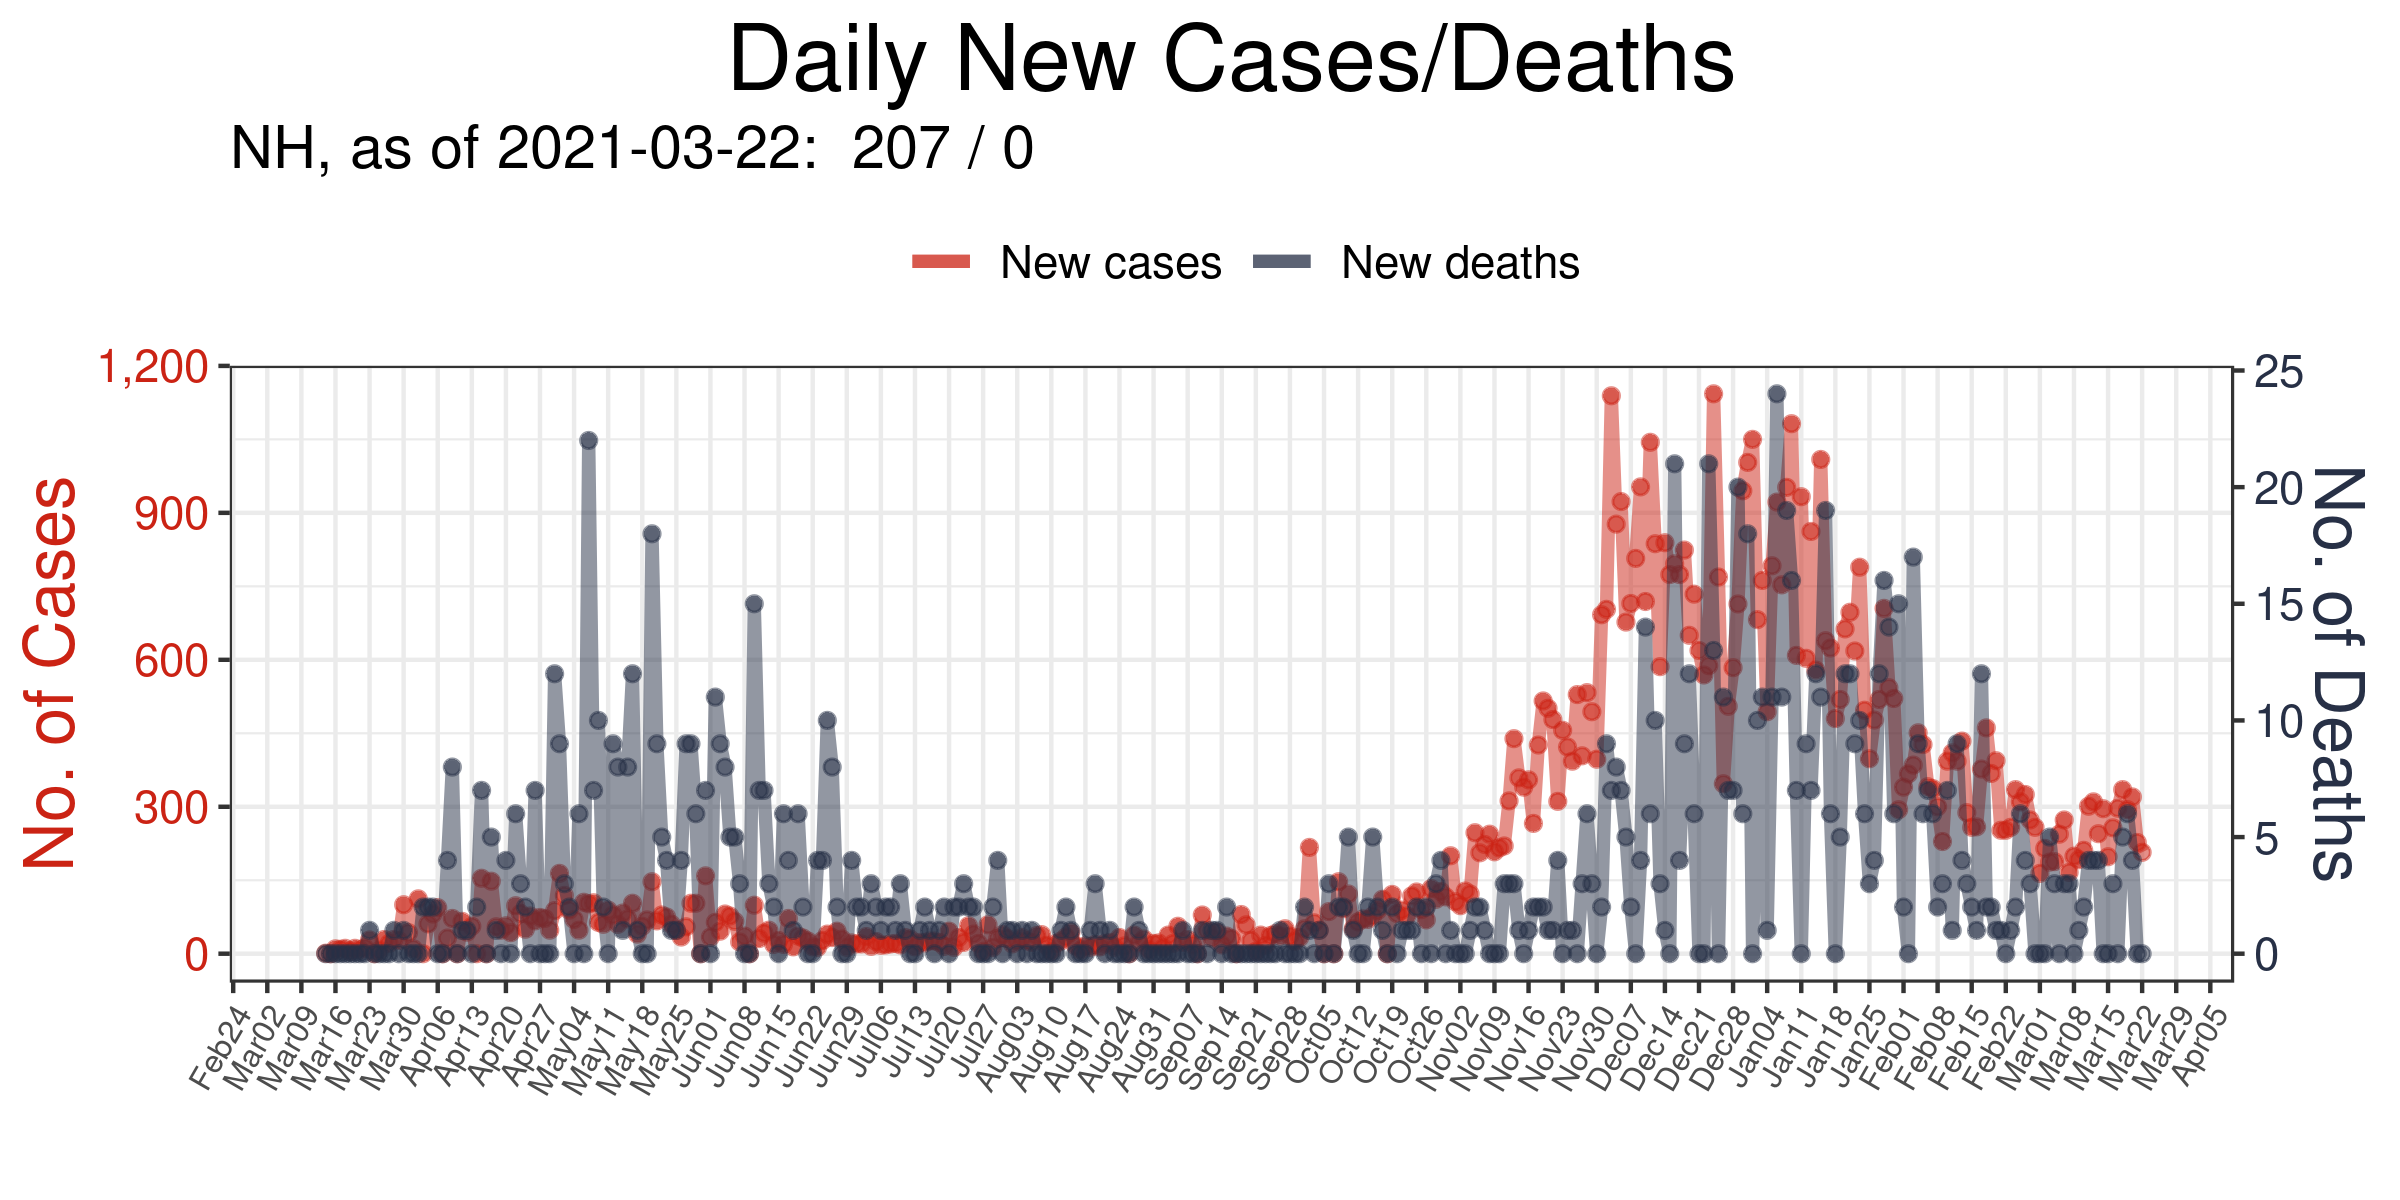 Daily New Cases/Deaths
NH, as of 2021-03-22:  207 / 0
New cases
New deaths
No. of Cases
1,200
900
600
300
0
25
20
15
10
5
0
No. of Deaths
Feb24
Mar02
Mar09
Mar16
Mar23
Mar30
Apr06
Apr13
Apr20
Apr27
May04
May11
May18
May25
Jun01
Jun08
Jun15
Jun22
Jun29
Jul06
Jul13
Jul20
Jul27
Aug03
Aug10
Aug17
Aug24
Aug31
Sep07
Sep14
Sep21
Sep28
Oct05
Oct12
Oct19
Oct26
Nov02
Nov09
Nov16
Nov23
Nov30
Dec07
Dec14
Dec21
Dec28
Jan04
Jan11
Jan18
Jan25
Feb01
Feb08
Feb15
Feb22
Mar01
Mar08
Mar15
Mar22
Mar29
Apr05